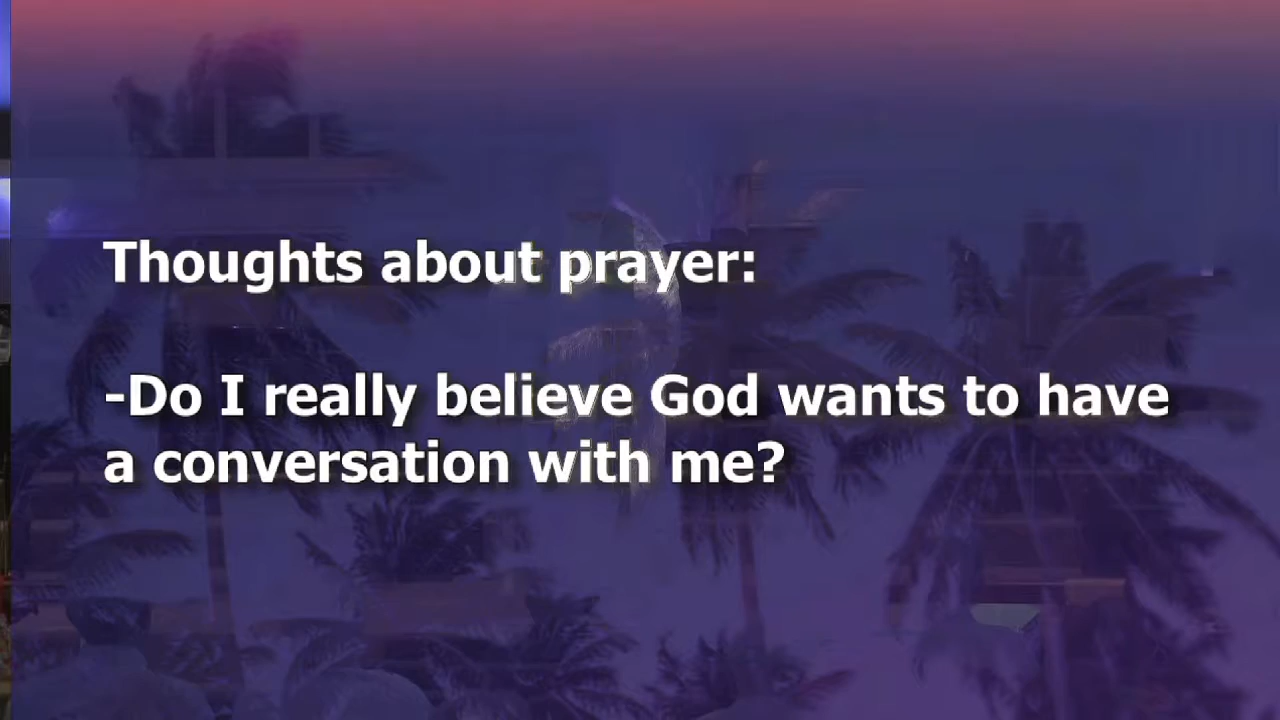 Thoughts about prayer:
-Do I really believe God wants to have
a conversation with me?